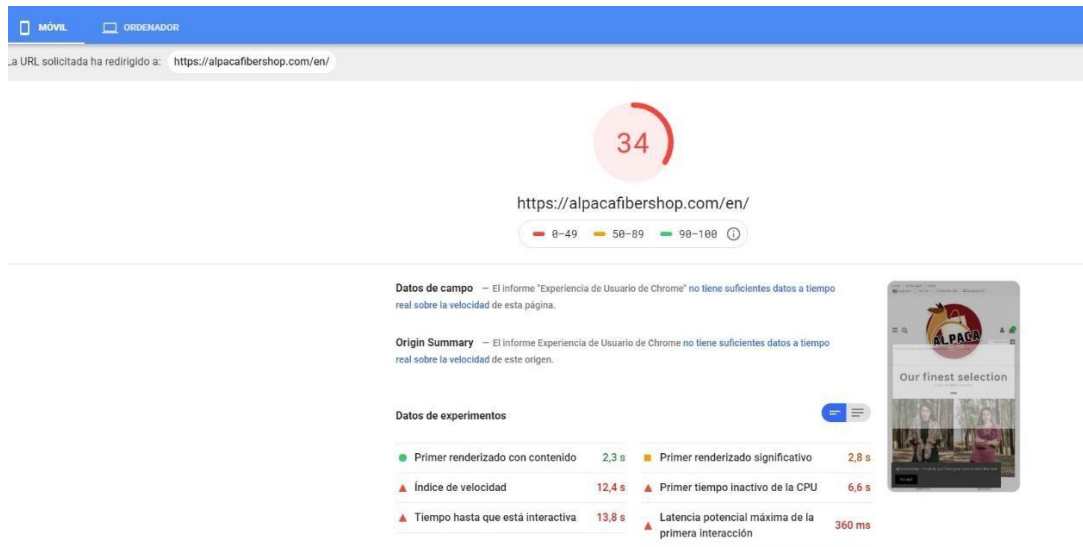 MÓVIL
ORDENADOR
La URL solicitada ha redirigido a: https://alpacafibershop.com/en/
34
https://alpacafibershop.com/en/
0-49 50-89 90-100
Datos de campo — El informe "Experiencia de Usuario de Chrome" no tiene suficientes datos a tiempo
real sobre la velocidad de esta página.
Origin Summary — El informe Experiencia de Usuario de Chrome no tiene suficientes datos a tiempo
real sobre la velocidad de este origen.
ALPACA
Our finest selection
Accept
Datos de experimentos
Primer renderizado con contenido 2,3 s
Primer renderizado significativo 2,8 s
Índice de velocidad 12,4 s
Primer tiempo inactivo de la CPU 6,6 s
Tiempo hasta que está interactiva 13,8 s
Latencia potencial máxima de la
primera interacción 360 ms